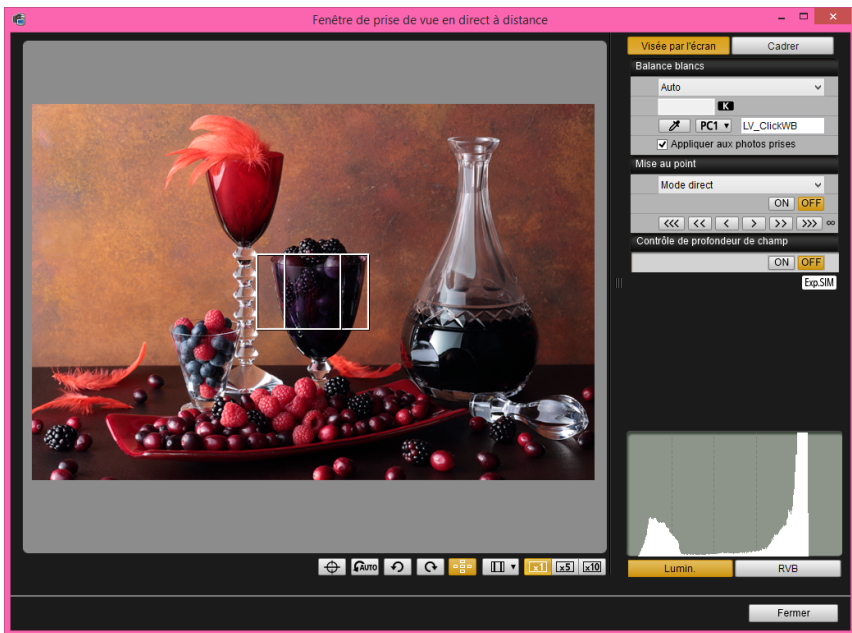 Fenêtre de prise de vue en direct à distance
Visée par l'écran Cadrer
Balance blancs
Auto
K
PC1 LV_ClickWB
Appliquer aux photos prises
Mise au point
Mode direct
ON OFF
<<< << < > >> >>> ∞
Contrôle de profondeur de champ
ON OFF
Exp.SIM
AUTO x1 x5 x10
Lumin. RVB
Fermer